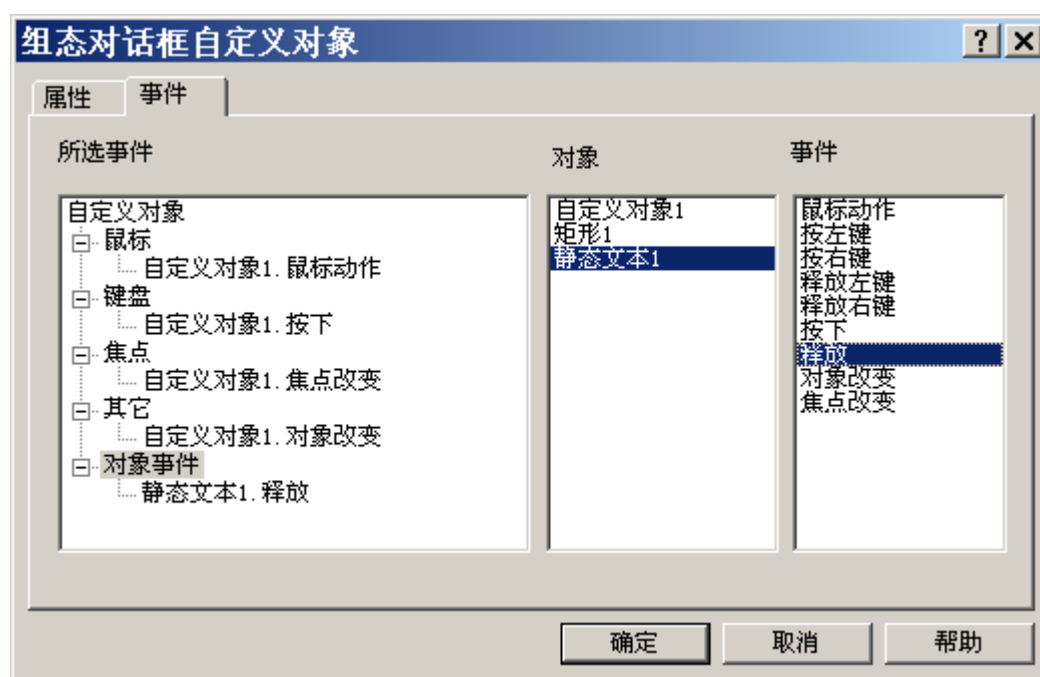 组态对话框自定义对象
属性 事件
所选事件 对象 事件
自定义对象
鼠标
自定义对象1.鼠标动作
键盘
自定义对象1.按下
焦点
自定义对象1.焦点改变
其它
自定义对象1.对象改变
对象事件
静态文本1.释放
自定义对象1
矩形1
静态文本1
鼠标动作
按左键
按右键
释放左键
释放右键
按下
释放
对象改变
焦点改变
确定 取消 帮助